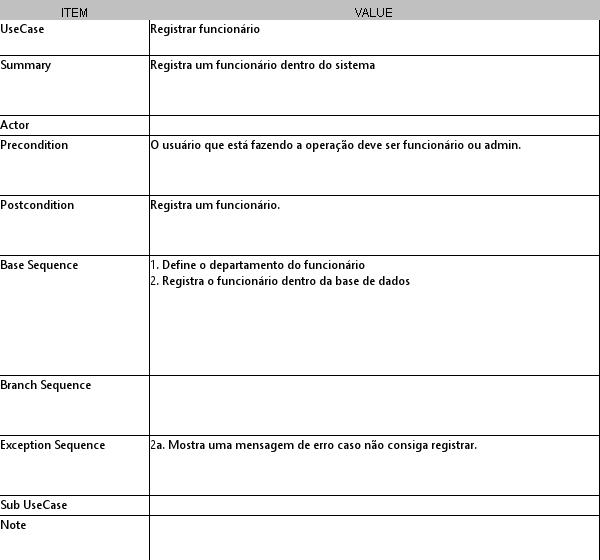 ITEM VALUE
UseCase Registrar funcionário
Summary Registra um funcionário dentro do sistema
Actor
Precondition O usuário que está fazendo a operação deve ser funcionário ou admin.
Postcondition Registra um funcionário.
Base Sequence 1. Define o departamento do funcionário
2. Registra o funcionário dentro da base de dados
Branch Sequence
Exception Sequence 2a. Mostra uma mensagem de erro caso não consiga registrar.
Sub UseCase
Note